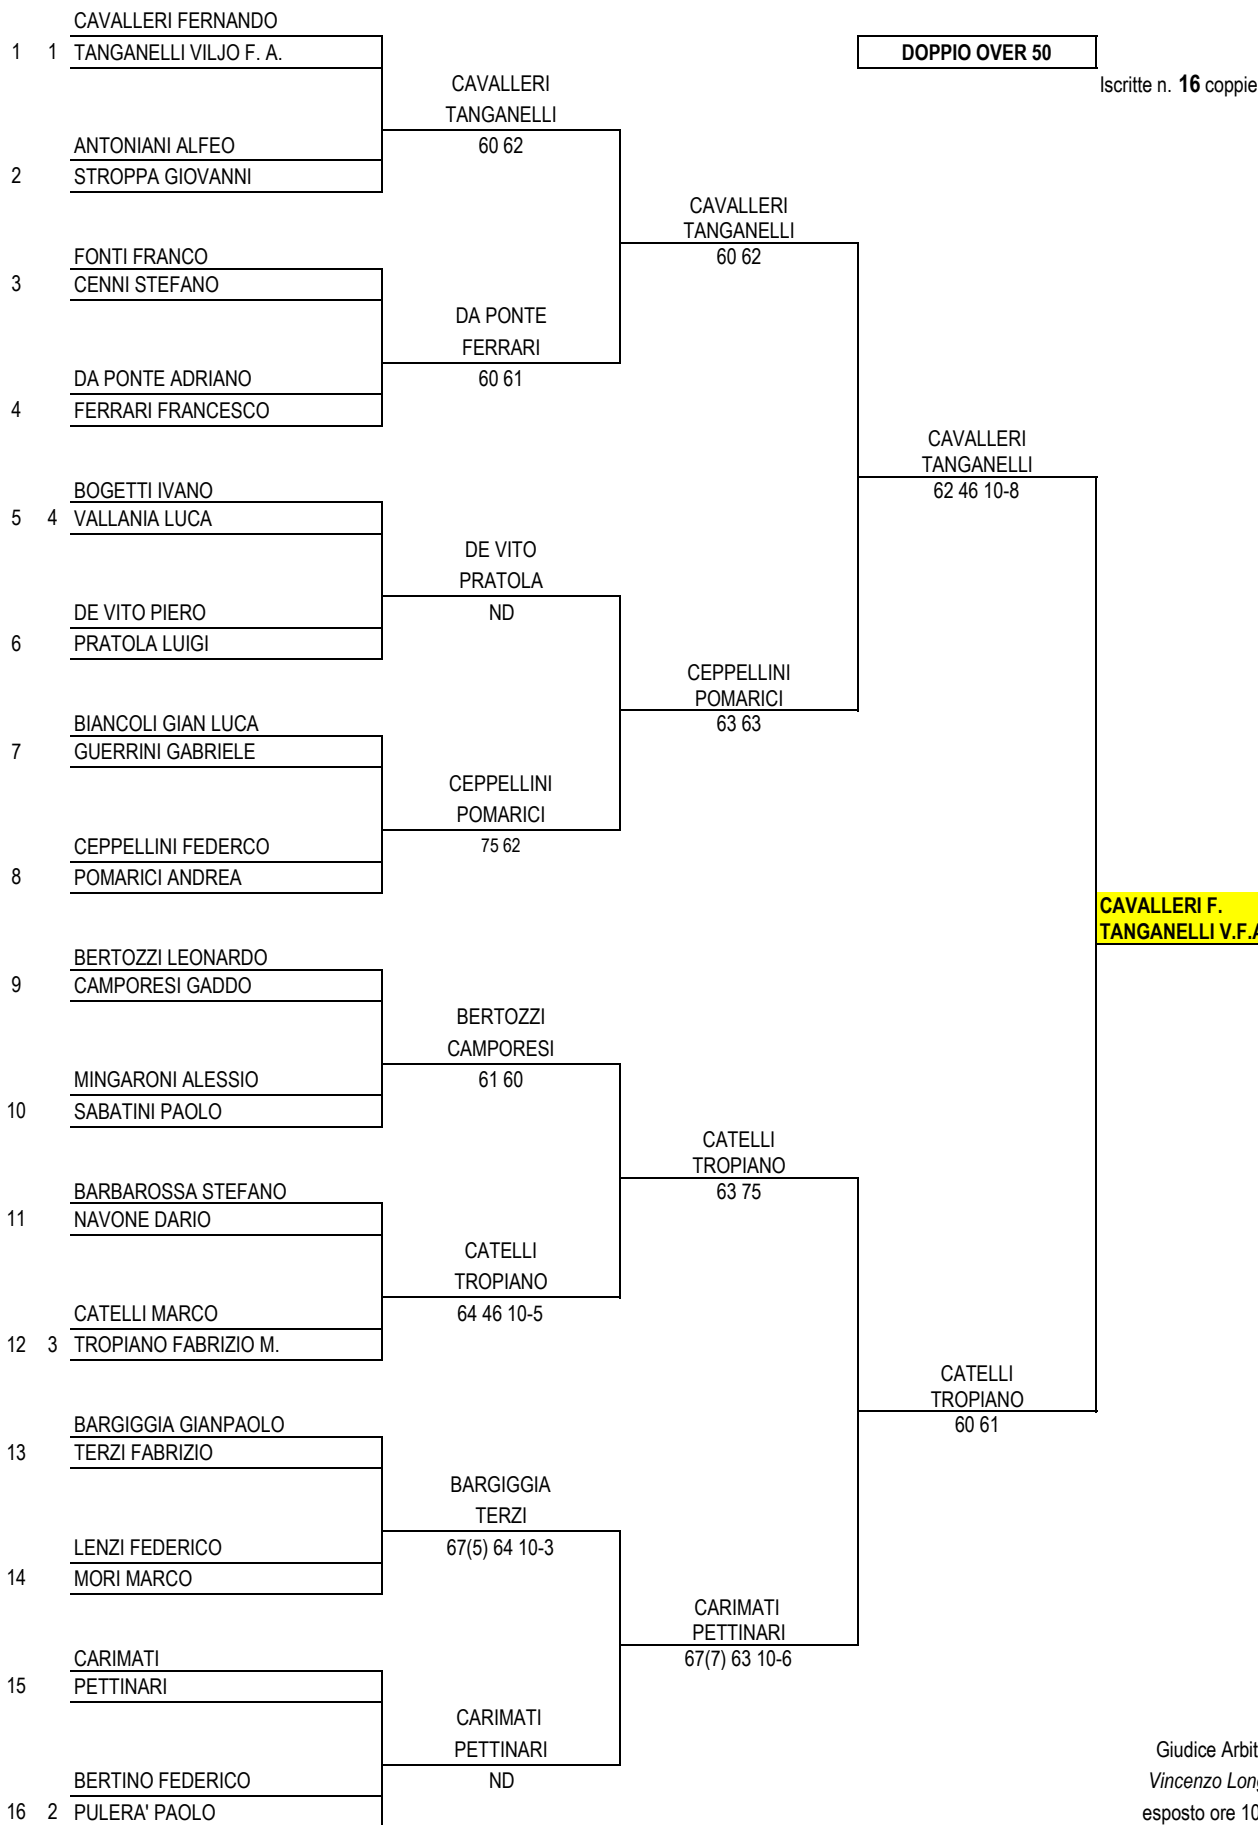 CAVALLERI FERNANDO
1 1 TANGANELLI VILJO F. A.
DOPPIO OVER 50
Iscritte n. 16 coppie
CAVALLERI
TANGANELLI
60 62
ANTONIANI ALFEO
2 STROPPA GIOVANNI
CAVALLERI
TANGANELLI
60 62
FONTI FRANCO
3 CENNI STEFANO
DA PONTE
FERRARI
60 61
DA PONTE ADRIANO
4 FERRARI FRANCESCO
CAVALLERI
TANGANELLI
62 46 10-8
BOGETTI IVANO
5 4 VALLANIA LUCA
DE VITO
PRATOLA
ND
DE VITO PIERO
6 PRATOLA LUIGI
CEPPELLINI
POMARICI
63 63
BIANCOLI GIAN LUCA
7 GUERRINI GABRIELE
CEPPELLINI
POMARICI
75 62
CEPPELLINI FEDERCO
8 POMARICI ANDREA
CAVALLERI F.
TANGANELLI V.F.A
BERTOZZI LEONARDO
9 CAMPORESI GADDO
BERTOZZI
CAMPORESI
61 60
MINGARONI ALESSIO
10 SABATINI PAOLO
CATELLI
TROPIANO
63 75
BARBAROSSA STEFANO
11 NAVONE DARIO
CATELLI
TROPIANO
64 46 10-5
CATELLI MARCO
12 3 TROPIANO FABRIZIO M.
CATELLI
TROPIANO
60 61
BARGIGGIA GIANPAOLO
13 TERZI FABRIZIO
BARGIGGIA
TERZI
67(5) 64 10-3
LENZI FEDERICO
14 MORI MARCO
CARIMATI
PETTINARI
67(7) 63 10-6
CARIMATI
15 PETTINARI
CARIMATI
PETTINARI
ND
BERTINO FEDERICO
16 2 PULERA' PAOLO
Giudice Arbit
Vincenzo Long
esposto ore 10